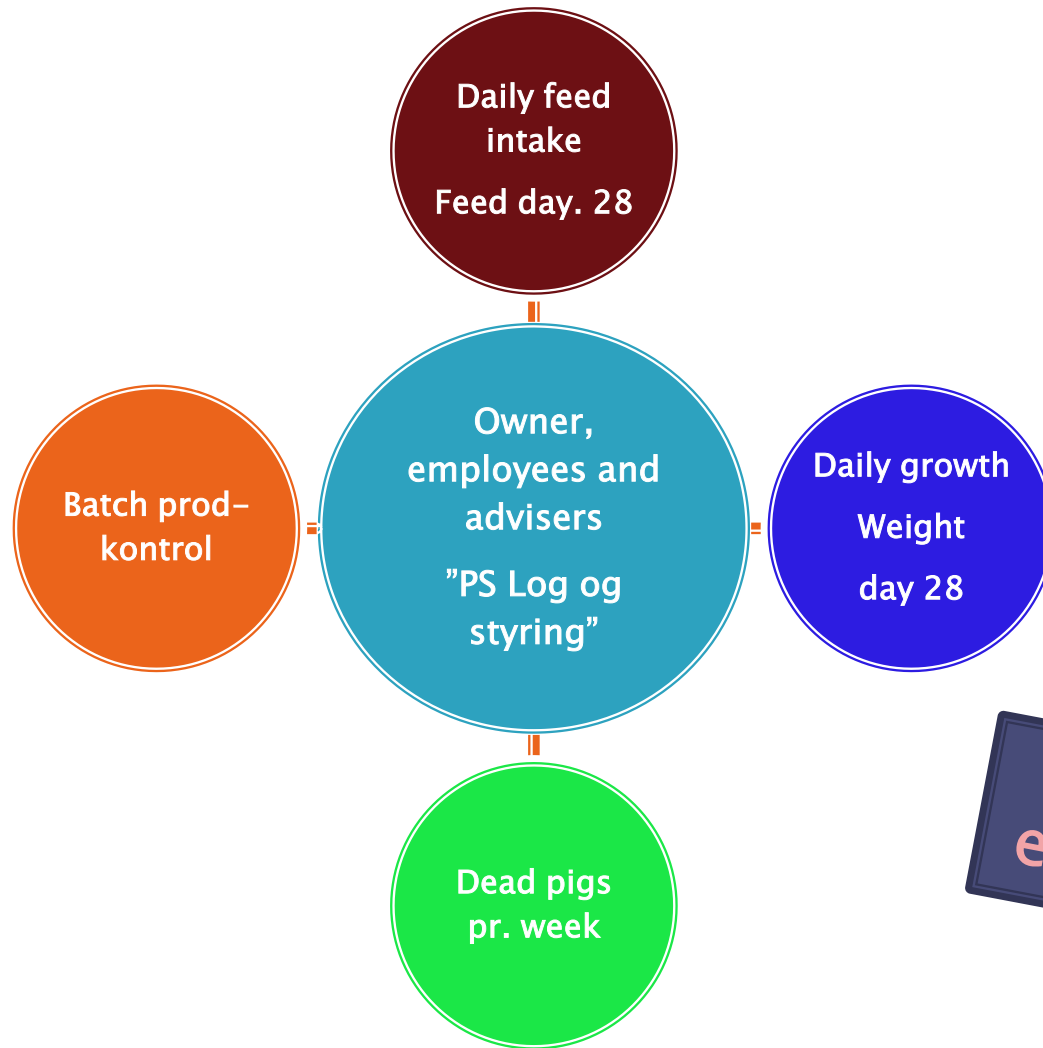 Daily feed
intake
Feed day. 28
Owner,
employees and
advisers
”PS Log og
styring”
Batch prod-
kontrol
Daily growth
Weight
day 28
Dead pigs
pr. week